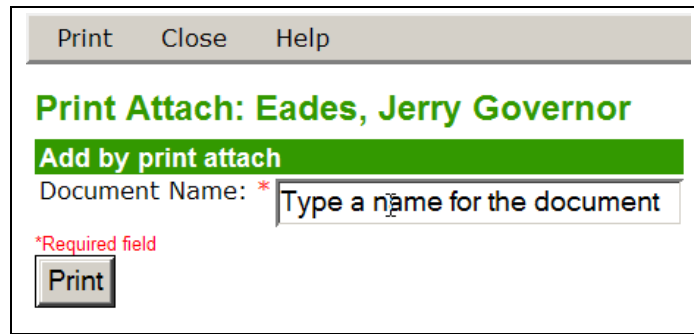 Print Close Help
Print Attach: Eades, Jerry Governor
Add by print attach
Document Name: * Type a name for the document
*Required field
Print